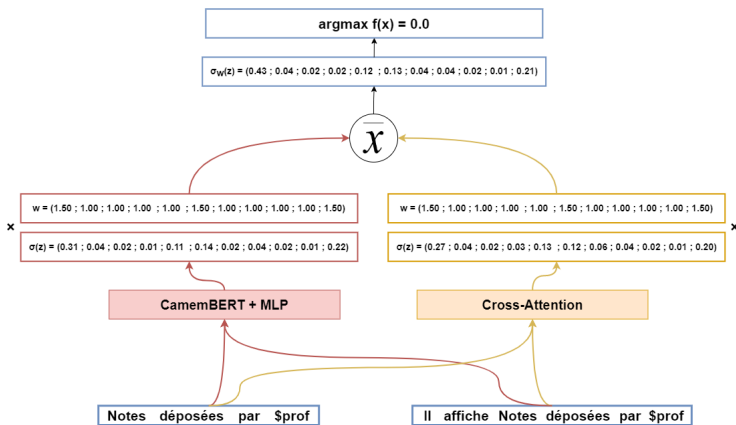 argmax f(x) = 0.0
σw(z) = (0.43 ; 0.04 ; 0.02 ; 0.02 ; 0.12 ; 0.13 ; 0.04 ; 0.04 ; 0.02 ; 0.01 ; 0.21)
x̅
w = (1.50 ; 1.00 ; 1.00 ; 1.00 ; 1.00 ; 1.50 ; 1.00 ; 1.00 ; 1.00 ; 1.00 ; 1.50)
w = (1.50 ; 1.00 ; 1.00 ; 1.00 ; 1.00 ; 1.50 ; 1.00 ; 1.00 ; 1.00 ; 1.00 ; 1.50)
×
×
σ(z) = (0.31 ; 0.04 ; 0.02 ; 0.01 ; 0.11 ; 0.14 ; 0.02 ; 0.04 ; 0.02 ; 0.01 ; 0.22)
σ(z) = (0.27 ; 0.04 ; 0.02 ; 0.03 ; 0.13 ; 0.12 ; 0.06 ; 0.04 ; 0.02 ; 0.01 ; 0.20)
CamemBERT + MLP
Cross-Attention
Notes déposées par $prof
Il affiche Notes déposées par $prof